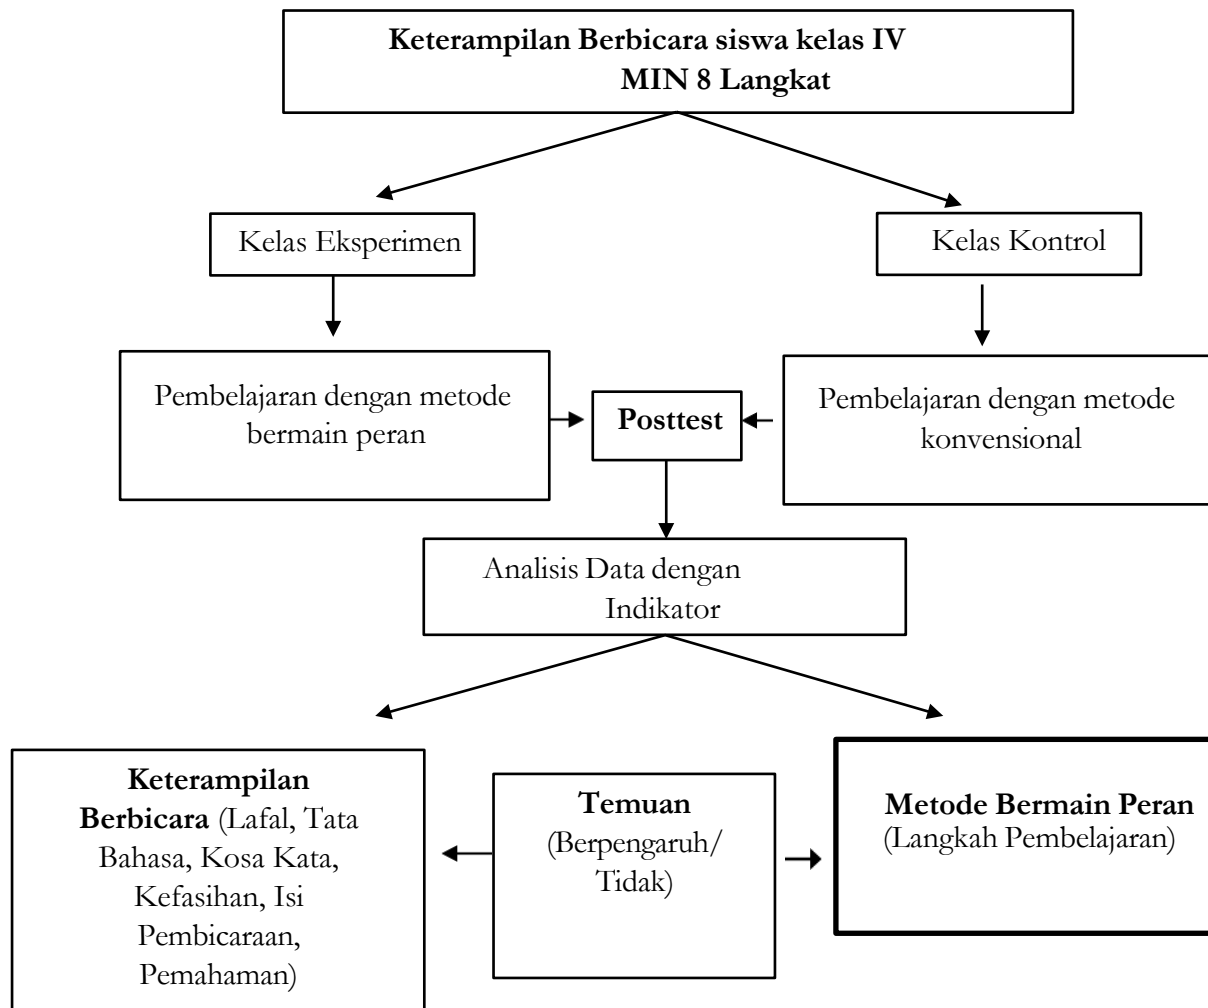 Keterampilan Berbicara siswa kelas IV
MIN 8 Langkat
Kelas Eksperimen
Kelas Kontrol
Pembelajaran dengan metode
bermain peran
Posttest
Pembelajaran dengan metode
konvensional
Analisis Data dengan
Indikator
Keterampilan
Berbicara (Lafal, Tata
Bahasa, Kosa Kata,
Kefasihan, Isi
Pembicaraan,
Pemahaman)
Temuan
(Berpengaruh/
Tidak)
Metode Bermain Peran
(Langkah Pembelajaran)